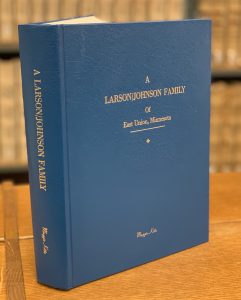 A
LARSON/JOHNSON FAMILY
Of
East Union, Minnesota
A LARSON/JOHNSON FAMILY